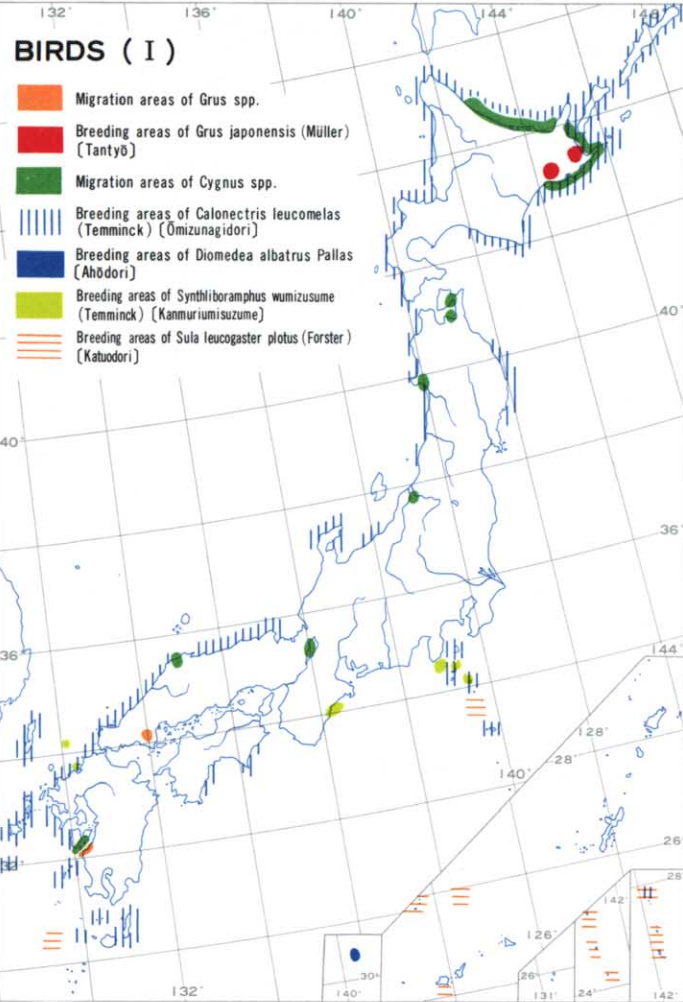 132°
136°
140°
144°
148°
BIRDS ( I )
Migration areas of Grus spp.
Breeding areas of Grus japonensis (Müller)
〔Tantyō〕
Migration areas of Cygnus spp.
Breeding areas of Calonectris leucomelas
(Temminck) 〔Ōmizunagidori〕
Breeding areas of Diomedea albatrus Pallas
〔Ahōdori〕
Breeding areas of Synthliboramphus wumizusume
(Temminck) 〔Kanmuriumisuzume〕
Breeding areas of Sula leucogaster plotus (Forster)
〔Katuodori〕
40°
40°
36°
36°
144°
128°
28°
140°
26°
32°
28°
142°
126°
30°
26°
132°
140°
131°
24°
142°